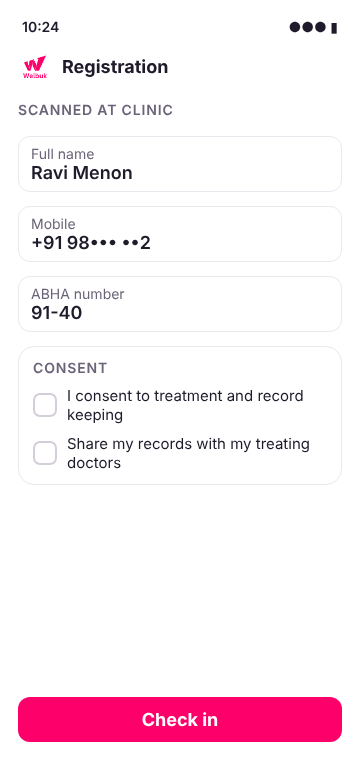 10:24
Welbuk
Registration
SCANNED AT CLINIC
Full name
Ravi Menon
Mobile
+91 98••• ••2
ABHA number
91-40
CONSENT
I consent to treatment and record
keeping
Share my records with my treating
doctors
Check in